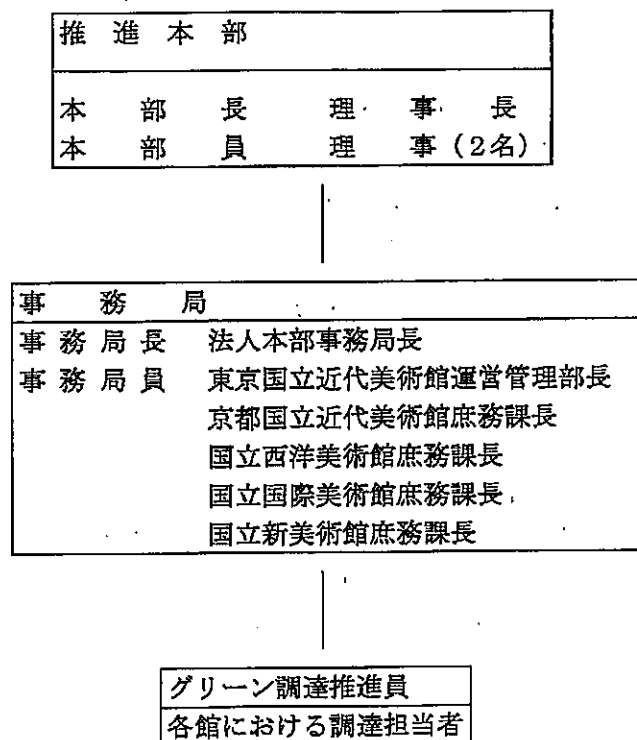 推進本部
本部長 理事長
本部員 理事(2名)
事務局
事務局長 法人本部事務局長
事務局員 東京国立近代美術館運営管理部長
京都国立近代美術館庶務課長
国立西洋美術館庶務課長
国立国際美術館庶務課長
国立新美術館庶務課長
グリーン調達推進員
各館における調達担当者